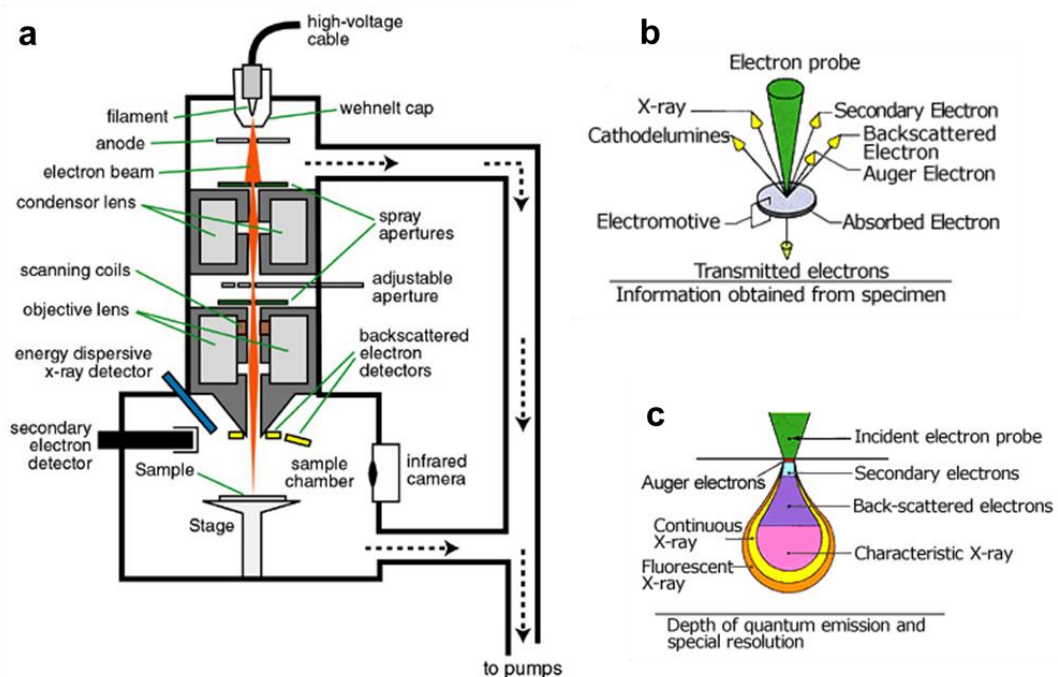 a
high-voltage
cable
filament
wehnelt cap
anode
electron beam
condensor lens
spray
apertures
scanning coils
adjustable
aperture
objective lens
backscattered
electron
detectors
energy dispersive
x-ray detector
secondary
electron
detector
Sample
sample
chamber
infrared
camera
Stage
to pumps
b
Electron probe
X-ray
Secondary Electron
Cathodelumines
Backscattered
Electron
Auger Electron
Electromotive
Absorbed Electron
Transmitted electrons
Information obtained from specimen
c
Incident electron probe
Auger electrons
Secondary electrons
Back-scattered electrons
Continuous
X-ray
Characteristic X-ray
Fluorescent
X-ray
Depth of quantum emission and
special resolution